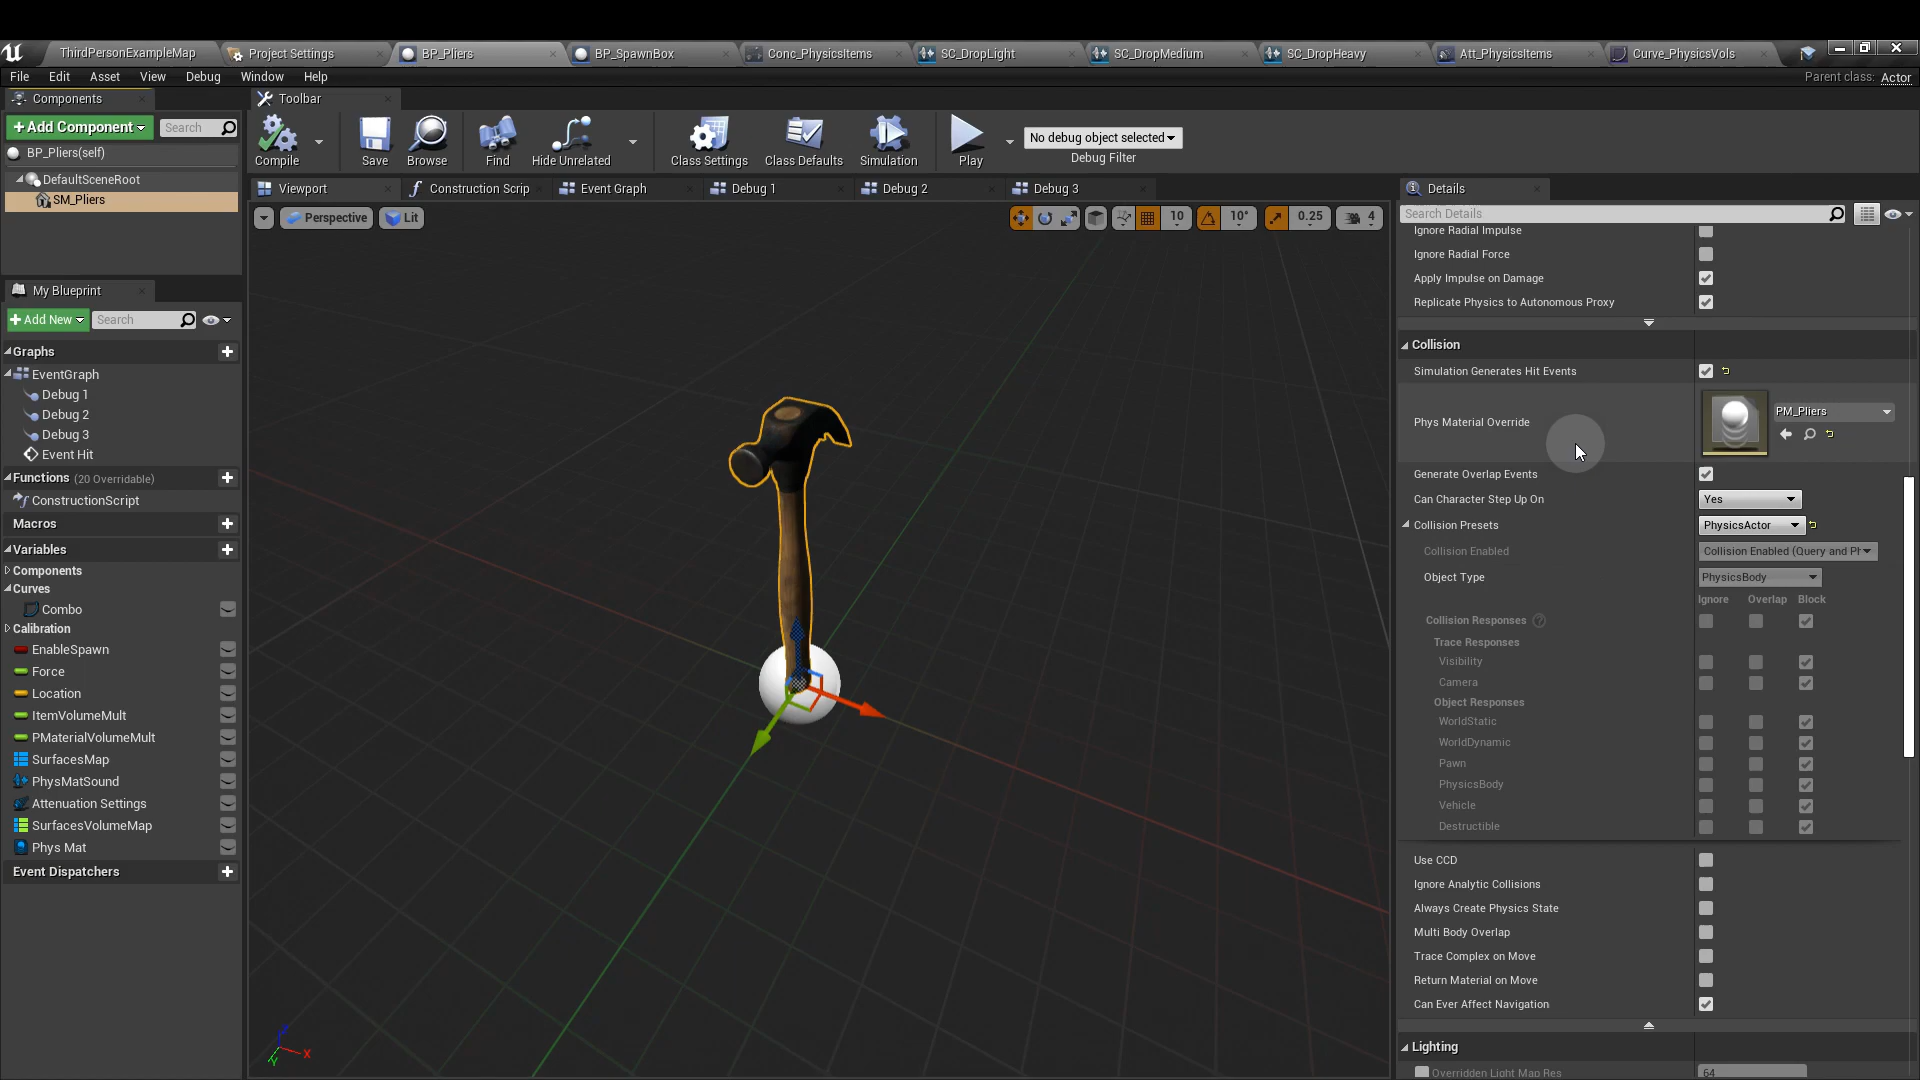 ThirdPersonExampleMap
Project Settings
BP_Pliers
BP_SpawnBox
Conc_PhysicsItems
SC_DropLight
SC_DropMedium
SC_DropHeavy
Att_PhysicsItems
Curve_PhysicsVols
File Edit Asset View Debug Window Help
Parent class: Actor
Components
Toolbar
+Add Component
Search
BP_Pliers(self)
DefaultSceneRoot
SM_Pliers
Compile
Save
Browse
Find
Hide Unrelated
Class Settings
Class Defaults
Simulation
Play
No debug object selected
Debug Filter
Viewport
Construction Scrip
Event Graph
Debug 1
Debug 2
Debug 3
Perspective
Lit
10
10°
0.25
4
X
Y
Z
My Blueprint
+Add New
Search
Graphs
EventGraph
Debug 1
Debug 2
Debug 3
Event Hit
Functions (20 Overridable)
ConstructionScript
Macros
Variables
Components
Curves
Combo
Calibration
EnableSpawn
Force
Location
ItemVolumeMult
PMaterialVolumeMult
SurfacesMap
PhysMatSound
Attenuation Settings
SurfacesVolumeMap
Phys Mat
Event Dispatchers
Details
Search Details
Ignore Radial Impulse
Ignore Radial Force
Apply Impulse on Damage
Replicate Physics to Autonomous Proxy
Collision
Simulation Generates Hit Events
Phys Material Override
PM_Pliers
Generate Overlap Events
Can Character Step Up On
Yes
Collision Presets
PhysicsActor
Collision Enabled
Collision Enabled (Query and Ph
Object Type
PhysicsBody
Ignore Overlap Block
Collision Responses
Trace Responses
Visibility
Camera
Object Responses
WorldStatic
WorldDynamic
Pawn
PhysicsBody
Vehicle
Destructible
Use CCD
Ignore Analytic Collisions
Always Create Physics State
Multi Body Overlap
Trace Complex on Move
Return Material on Move
Can Ever Affect Navigation
Lighting
Overridden Light Map Res
64